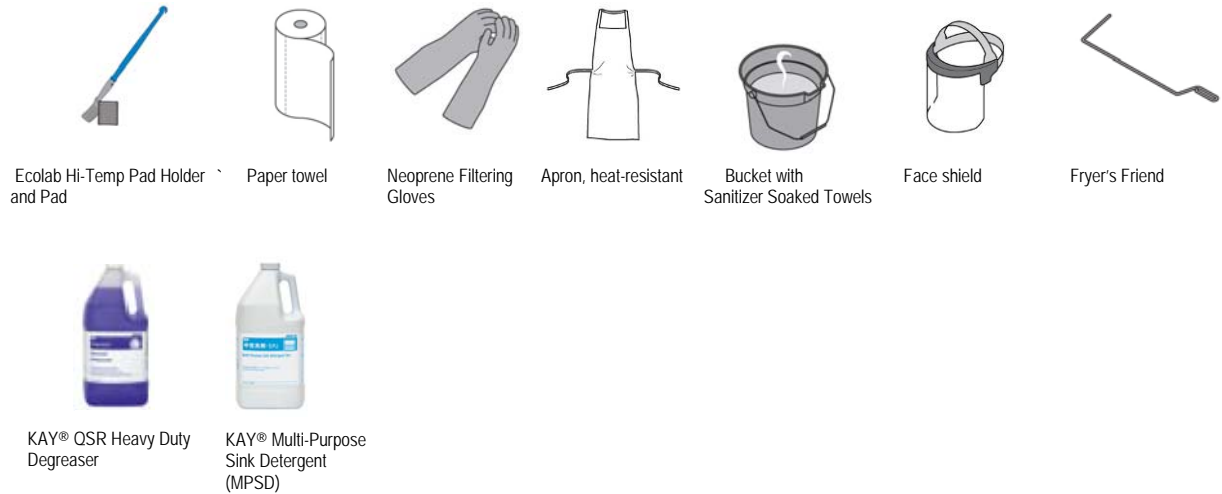 Ecolab Hi-Temp Pad Holder `
and Pad
Paper towel
Neoprene Filtering
Gloves
Apron, heat-resistant
Bucket with
Sanitizer Soaked Towels
Face shield
Fryer's Friend
KAY® QSR Heavy Duty
Degreaser
KAY® Multi-Purpose
Sink Detergent
(MPSD)